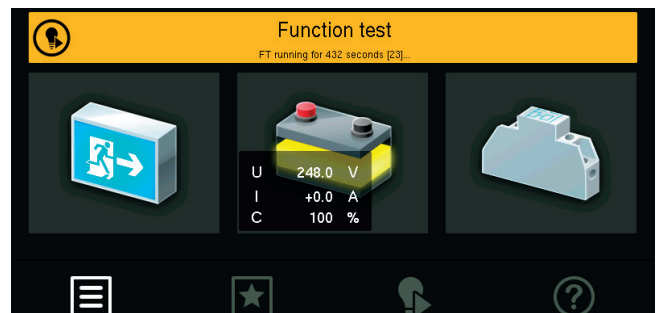 Function test
FT running for 432 seconds [23]...
U 248.0 V
I +0.0 A
C 100 %